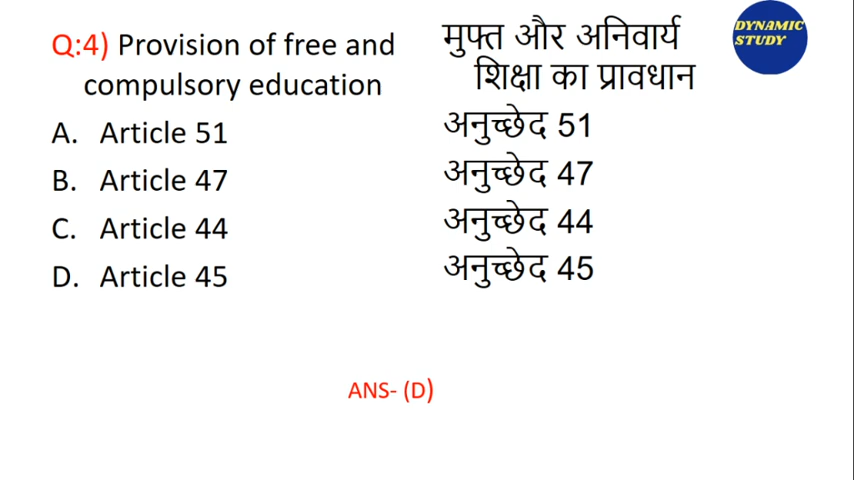 Q:4) Provision of free and
compulsory education
A. Article 51
B. Article 47
C. Article 44
D. Article 45
मुफ्त और अनिवार्य
शिक्षा का प्रावधान
अनुच्छेद 51
अनुच्छेद 47
अनुच्छेद 44
अनुच्छेद 45
DYNAMIC
STUDY
ANS- (D)